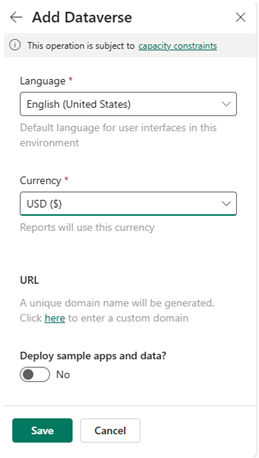 Add Dataverse
This operation is subject to capacity constraints
Language *
English (United States)
Default language for user interfaces in this
environment
Currency *
USD ($)
Reports will use this currency
URL
A unique domain name will be generated.
Click here to enter a custom domain
Deploy sample apps and data?
No
Save Cancel